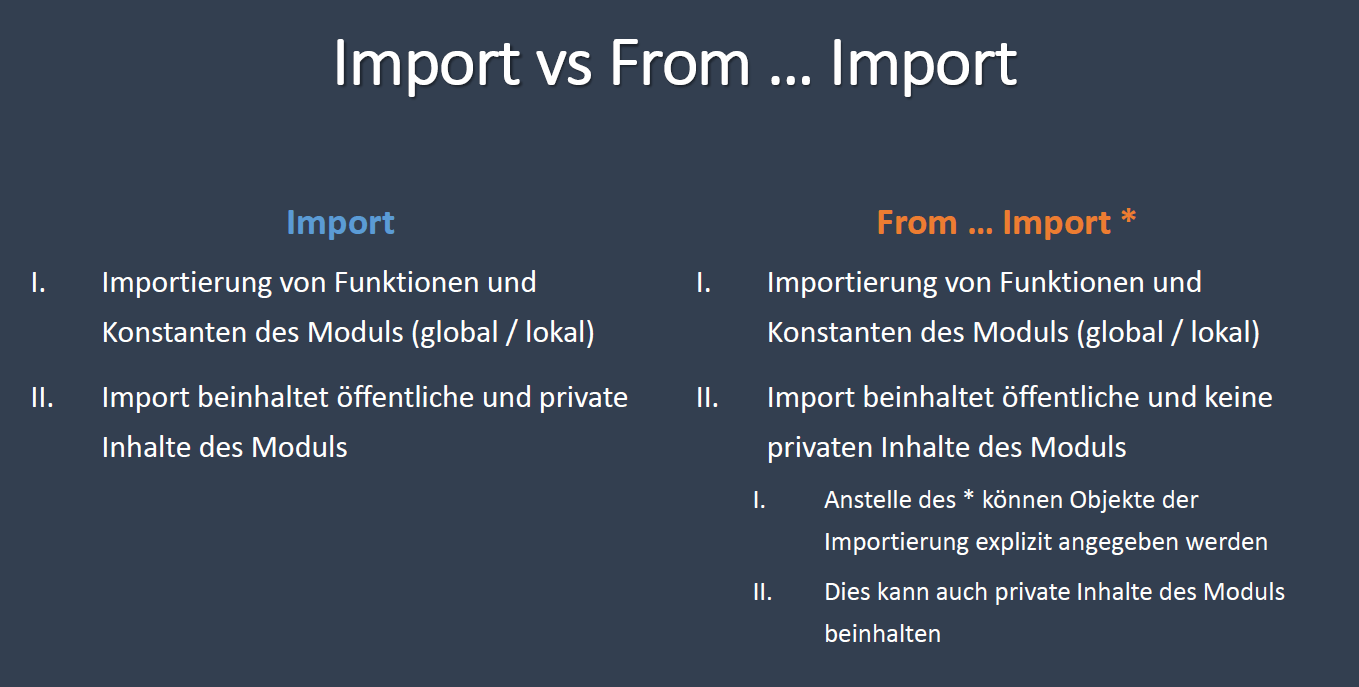 Import vs From ... Import
Import
I. Importierung von Funktionen und
Konstanten des Moduls (global / lokal)
II. Import beinhaltet öffentliche und private
Inhalte des Moduls
From ... Import *
I. Importierung von Funktionen und
Konstanten des Moduls (global / lokal)
II. Import beinhaltet öffentliche und keine
privaten Inhalte des Moduls
I. Anstelle des * können Objekte der
Importierung explizit angegeben werden
II. Dies kann auch private Inhalte des Moduls
beinhalten